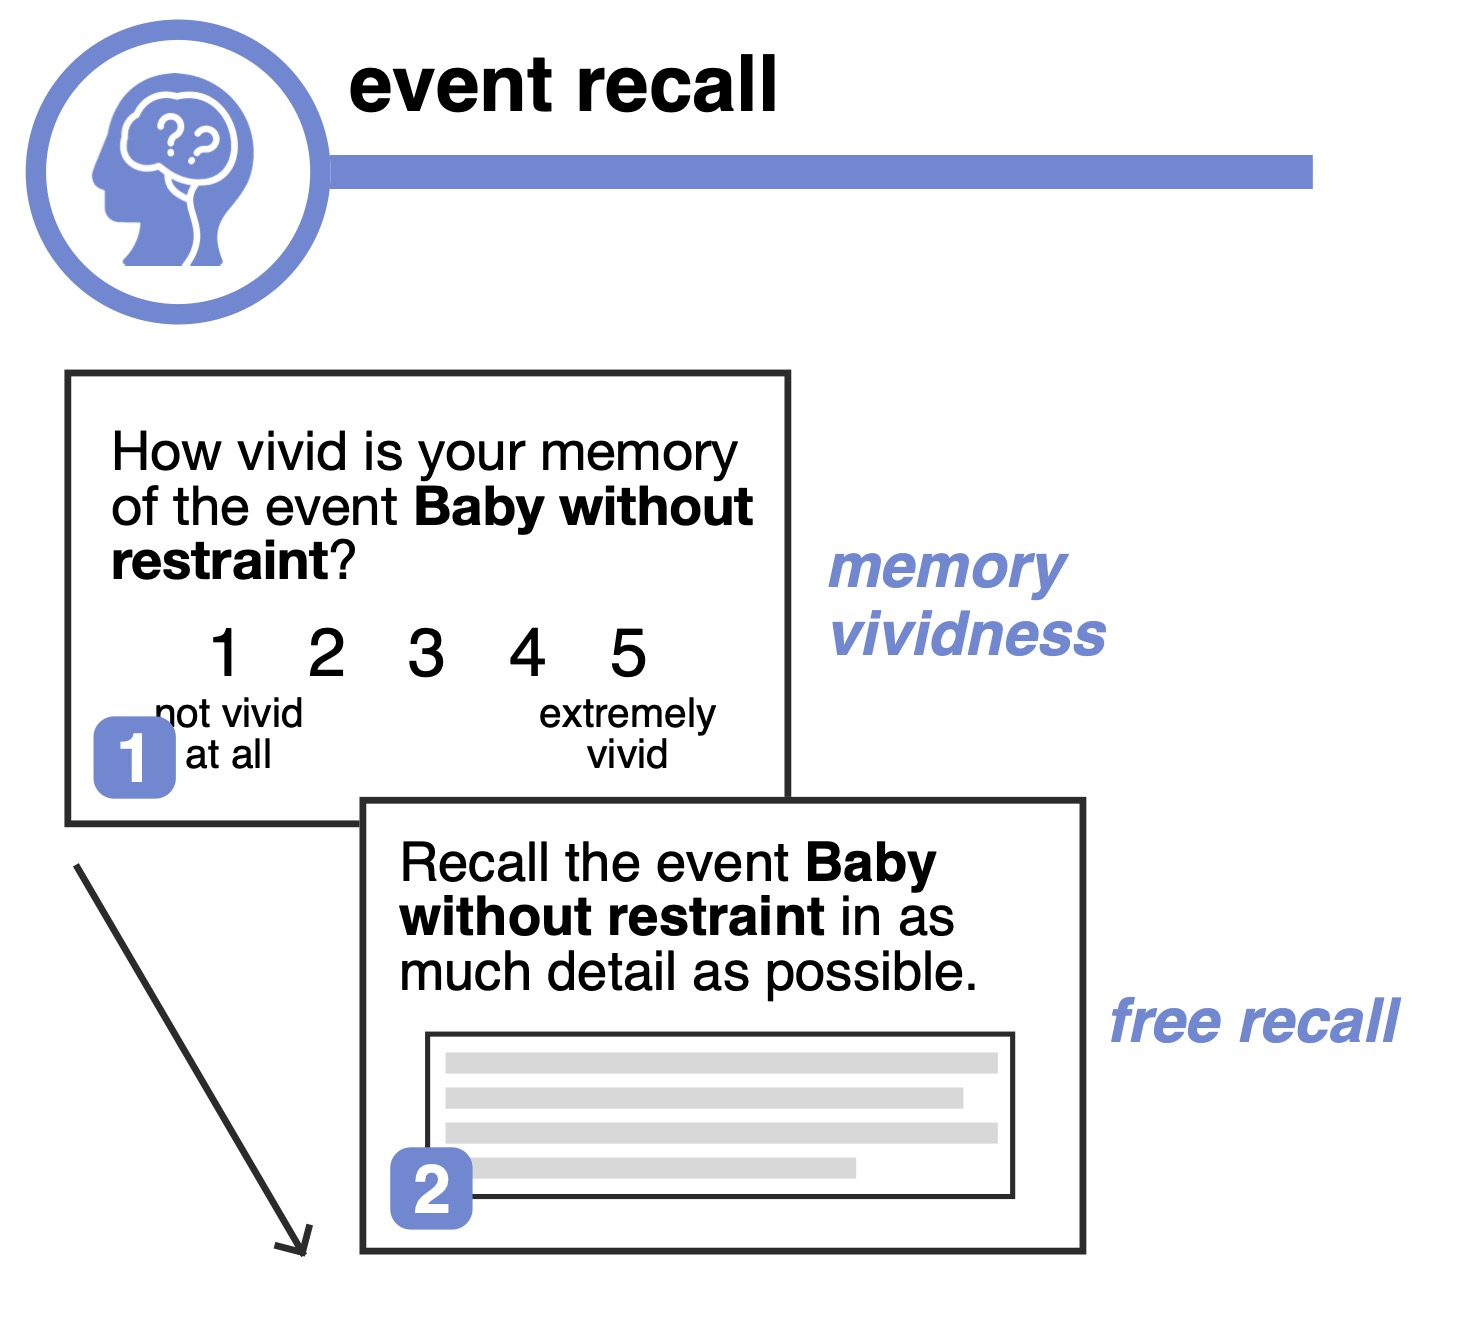 event recall
How vivid is your memory
of the event Baby without
restraint?
1 2 3 4 5
not vivid
at all
extremely
vivid
1
memory
vividness
Recall the event Baby
without restraint in as
much detail as possible.
2
free recall